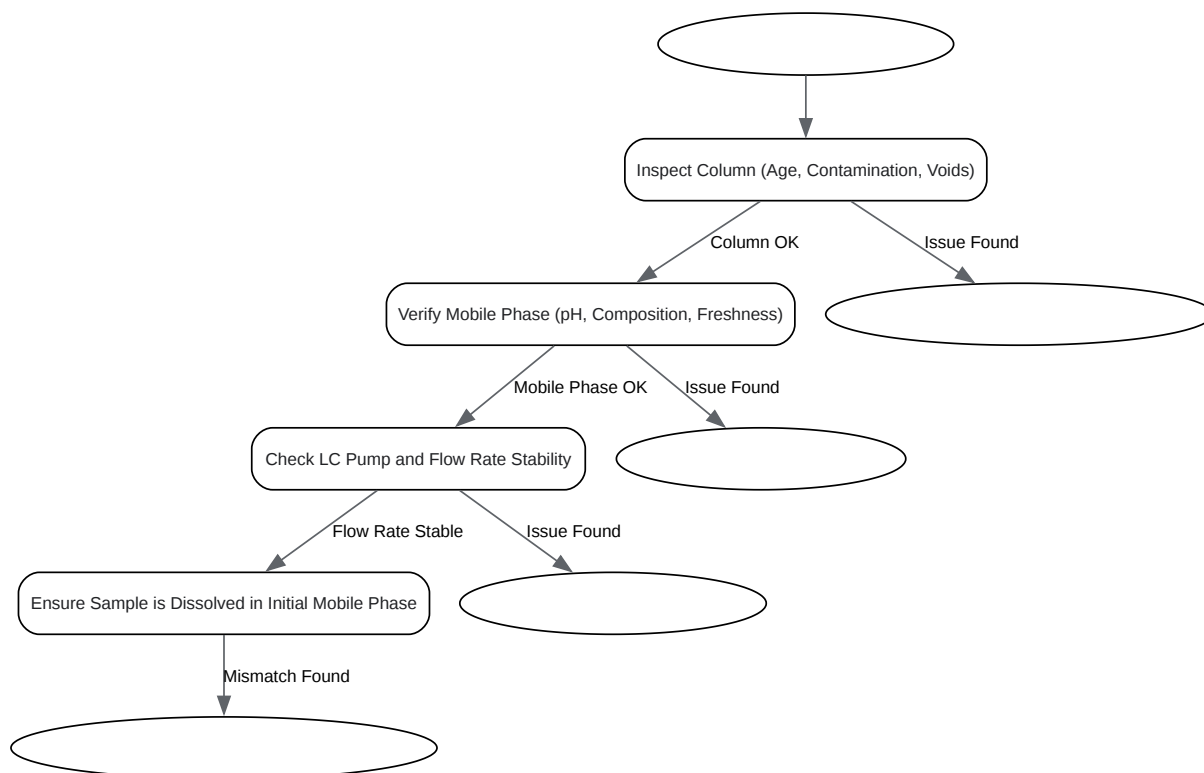 Inspect Column (Age, Contamination, Voids)
Column OK
Issue Found
Verify Mobile Phase (pH, Composition, Freshness)
Mobile Phase OK
Issue Found
Check LC Pump and Flow Rate Stability
Flow Rate Stable
Issue Found
Ensure Sample is Dissolved in Initial Mobile Phase
Mismatch Found